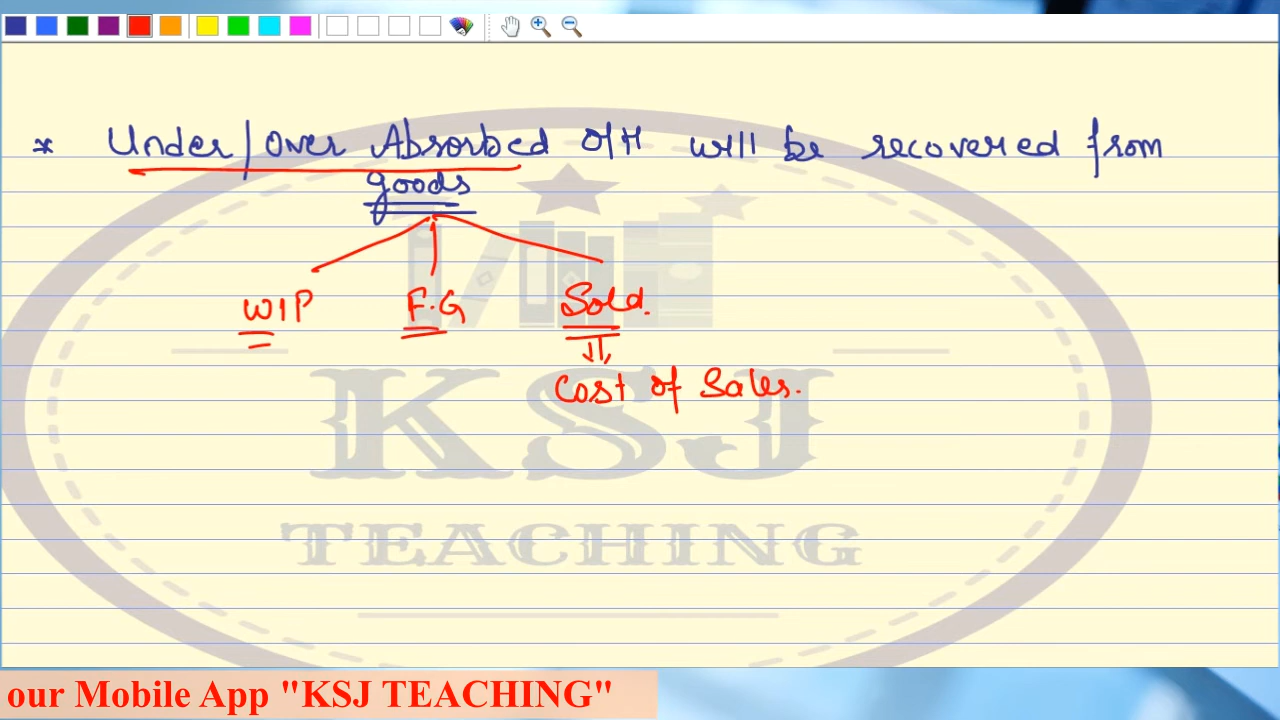 * Under/Over Absorbed O/H will be recovered from
goods
WIP F.G Sold.
Cost of Sales.
KSJ
TEACHING
our Mobile App "KSJ TEACHING"